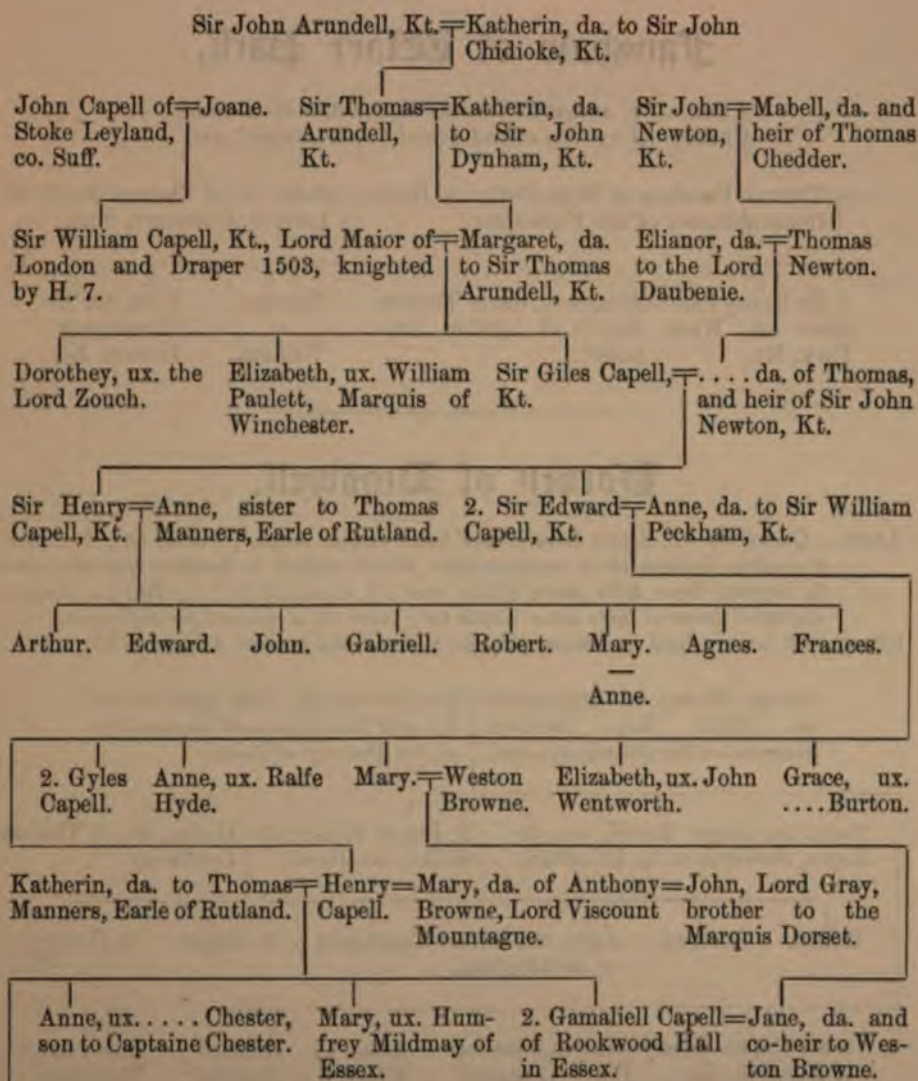 Sir John Arundell, Kt.=Katherin, da. to Sir John
Chidioke, Kt.
John Capell of=Joane.
Stoke Leyland,
co. Suff.
Sir Thomas=Katherin, da.
Arundell, to Sir John
Kt. Dynham, Kt.
Sir John=Mabell, da. and
Newton, heir of Thomas
Kt. Chedder.
Sir William Capell, Kt., Lord Maior of=Margaret, da.
London and Draper 1503, knighted to Sir Thomas
by H. 7. Arundell, Kt.
Elianor, da.=Thomas
to the Lord Newton.
Daubenie.
Dorothey, ux. the
Lord Zouch.
Elizabeth, ux. William
Paulett, Marquis of
Winchester.
Sir Giles Capell,=. . . . da. of Thomas,
Kt. and heir of Sir John
Newton, Kt.
Sir Henry=Anne, sister to Thomas
Capell, Kt. Manners, Earle of Rutland.
2. Sir Edward=Anne, da. to Sir William
Capell, Kt. Peckham, Kt.
Arthur. Edward. John. Gabriell. Robert. Mary. Agnes. Frances.
—
Anne.
2. Gyles
Capell.
Anne, ux. Ralfe
Hyde.
Mary.=Weston
Browne.
Elizabeth, ux. John
Wentworth.
Grace, ux.
. . . . Burton.
Katherin, da. to Thomas=Henry=Mary, da. of Anthony=John, Lord Gray,
Manners, Earle of Rutland. Capell. Browne, Lord Viscount brother to the
Mountague. Marquis Dorset.
Anne, ux. . . . . Chester,
son to Captaine Chester.
Mary, ux. Hum-
frey Mildmay of
Essex.
2. Gamaliell Capell=Jane, da. and
of Rookwood Hall co-heir to Wes-
in Essex. ton Browne.